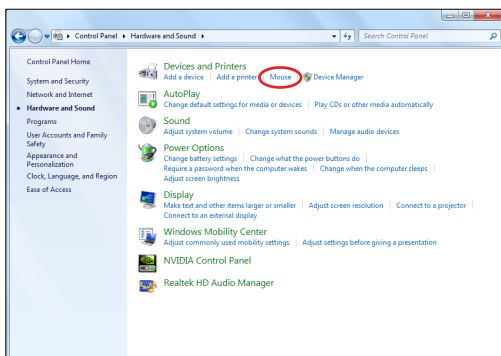 Control Panel ▸ Hardware and Sound ▸
Search Control Panel
Control Panel Home
System and Security
Network and Internet
Hardware and Sound
Programs
User Accounts and Family
Safety
Appearance and
Personalization
Clock, Language, and Region
Ease of Access
Devices and Printers
Add a device | Add a printer | Mouse | Device Manager
AutoPlay
Change default settings for media or devices | Play CDs or other media automatically
Sound
Adjust system volume | Change system sounds | Manage audio devices
Power Options
Change battery settings | Change what the power buttons do |
Require a password when the computer wakes | Change when the computer sleeps |
Adjust screen brightness
Display
Make text and other items larger or smaller | Adjust screen resolution | Connect to a projector |
Connect to an external display
Windows Mobility Center
Adjust commonly used mobility settings | Adjust settings before giving a presentation
NVIDIA Control Panel
Realtek HD Audio Manager